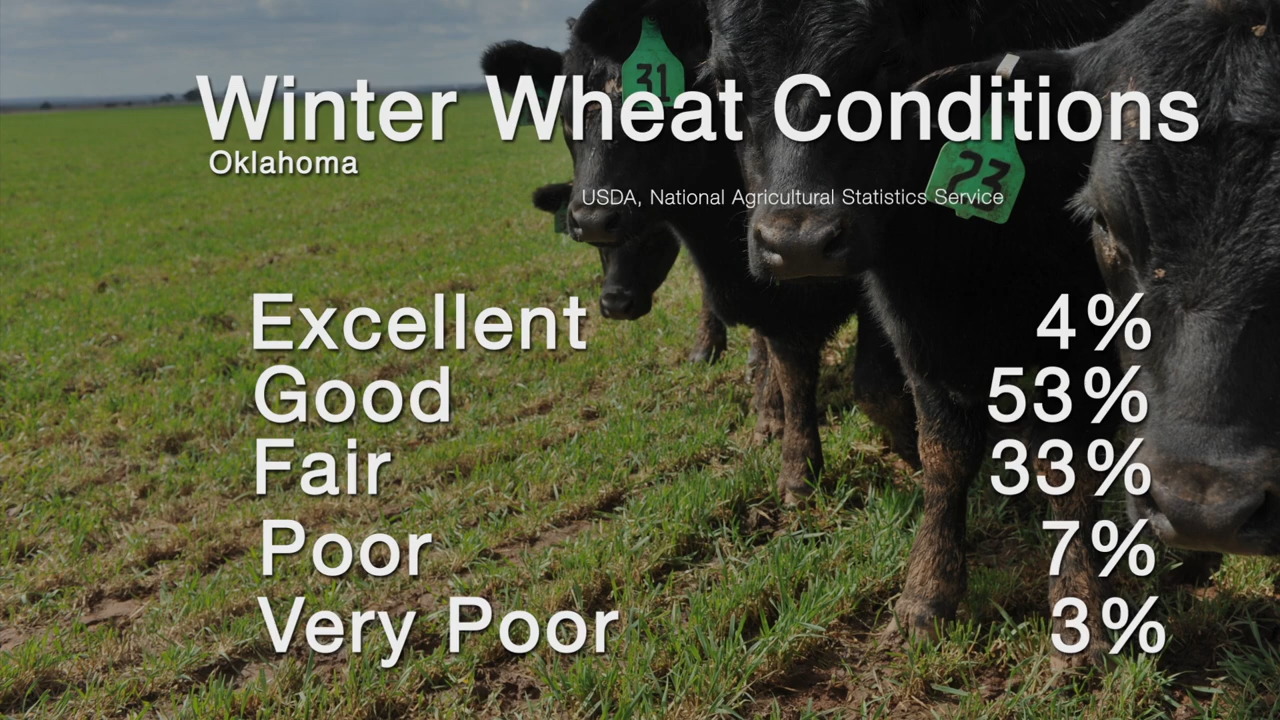 31
Winter Wheat Conditions
23
Oklahoma
USDA, National Agricultural Statistics Service
Excellent 4%
Good 53%
Fair 33%
Poor 7%
Very Poor 3%